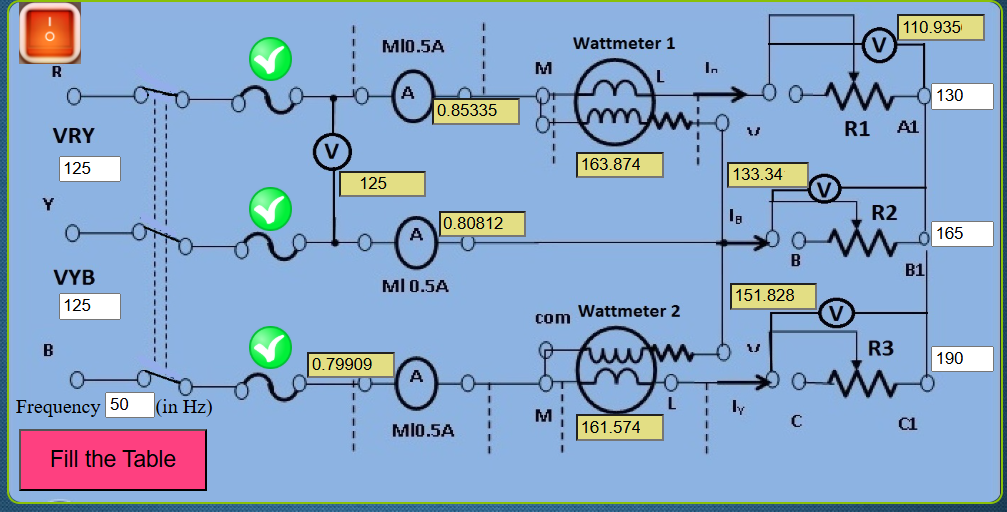 I
O
R
MI0.5A
Wattmeter 1
110.935
V
M
L
A
0.85335
130
R1
A1
VRY
125
V
163.874
V
125
133.34
V
Y
0.80812
A
I_B
R2
165
B
B1
VYB
125
MI 0.5A
151.828
com
Wattmeter 2
V
B
0.79909
A
V
R3
190
Frequency
50
(in Hz)
M
L
I_Y
C
C1
MI0.5A
161.574
Fill the Table